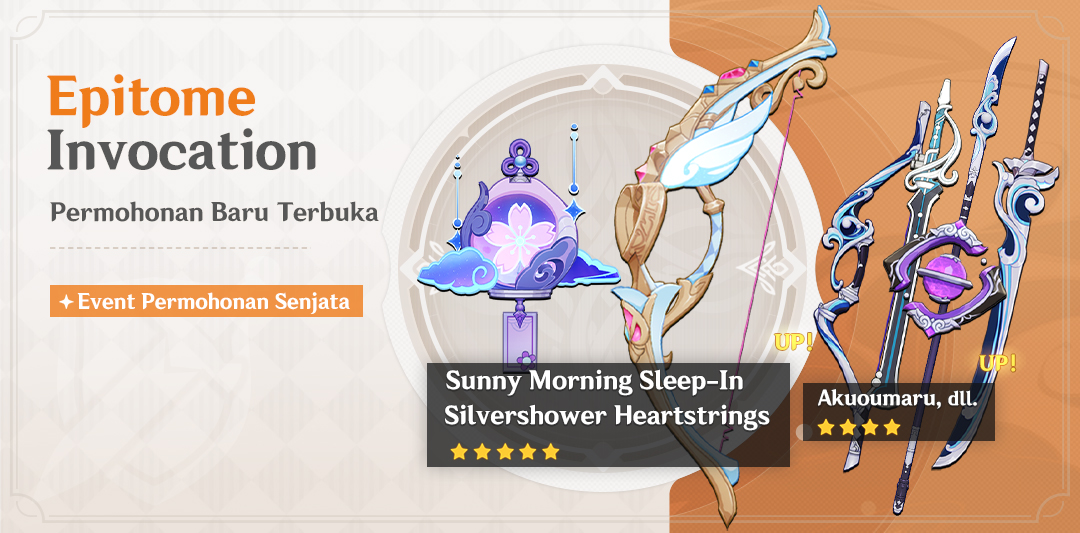 Epitome
Invocation
Permohonan Baru Terbuka
Event Permohonan Senjata
UP!
Sunny Morning Sleep-In
Silvershower Heartstrings
UP!
Akuoumaru, dll.